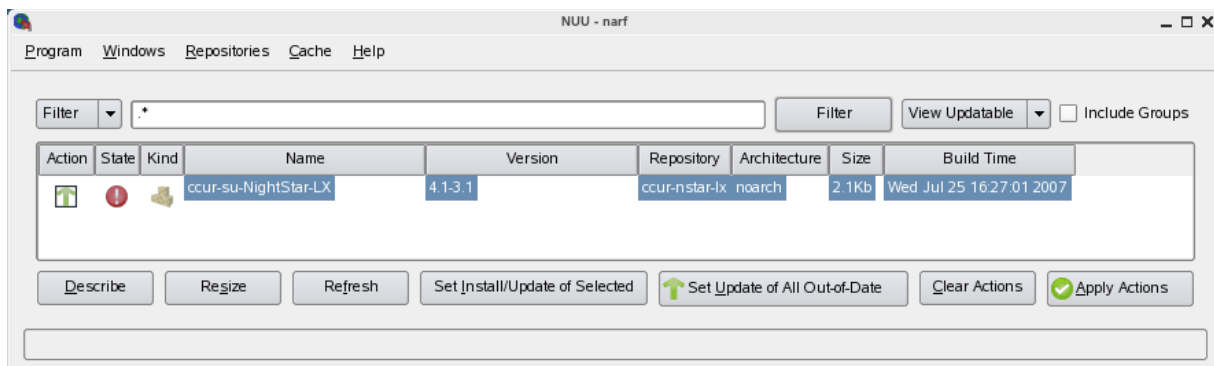 NUU - narf
Program Windows Repositories Cache Help
Filter .* Filter View Updatable Include Groups
Action State Kind Name Version Repository Architecture Size Build Time
ccur-su-NightStar-LX 4.1-3.1 ccur-nstar-lx noarch 2.1Kb Wed Jul 25 16:27:01 2007
Describe Resize Refresh Set Install/Update of Selected Set Update of All Out-of-Date Clear Actions Apply Actions